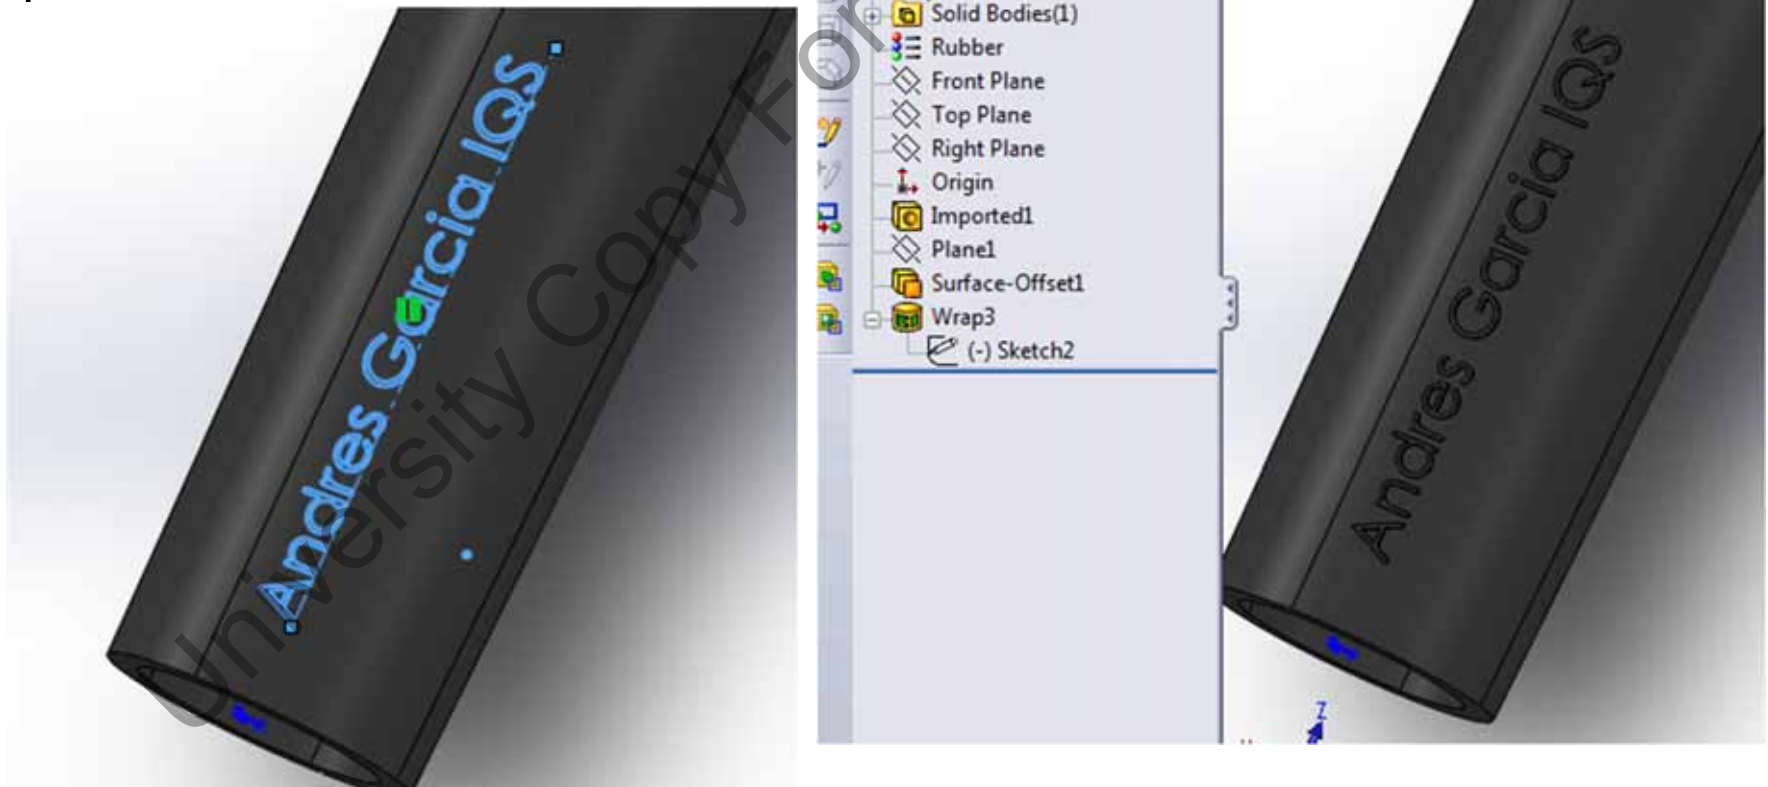 Andres Garcia IQS
University Copy For
Solid Bodies(1)
Rubber
Front Plane
Top Plane
Right Plane
Origin
Imported1
Plane1
Surface-Offset1
Wrap3
(-) Sketch2
Andres Garcia IQS
Z